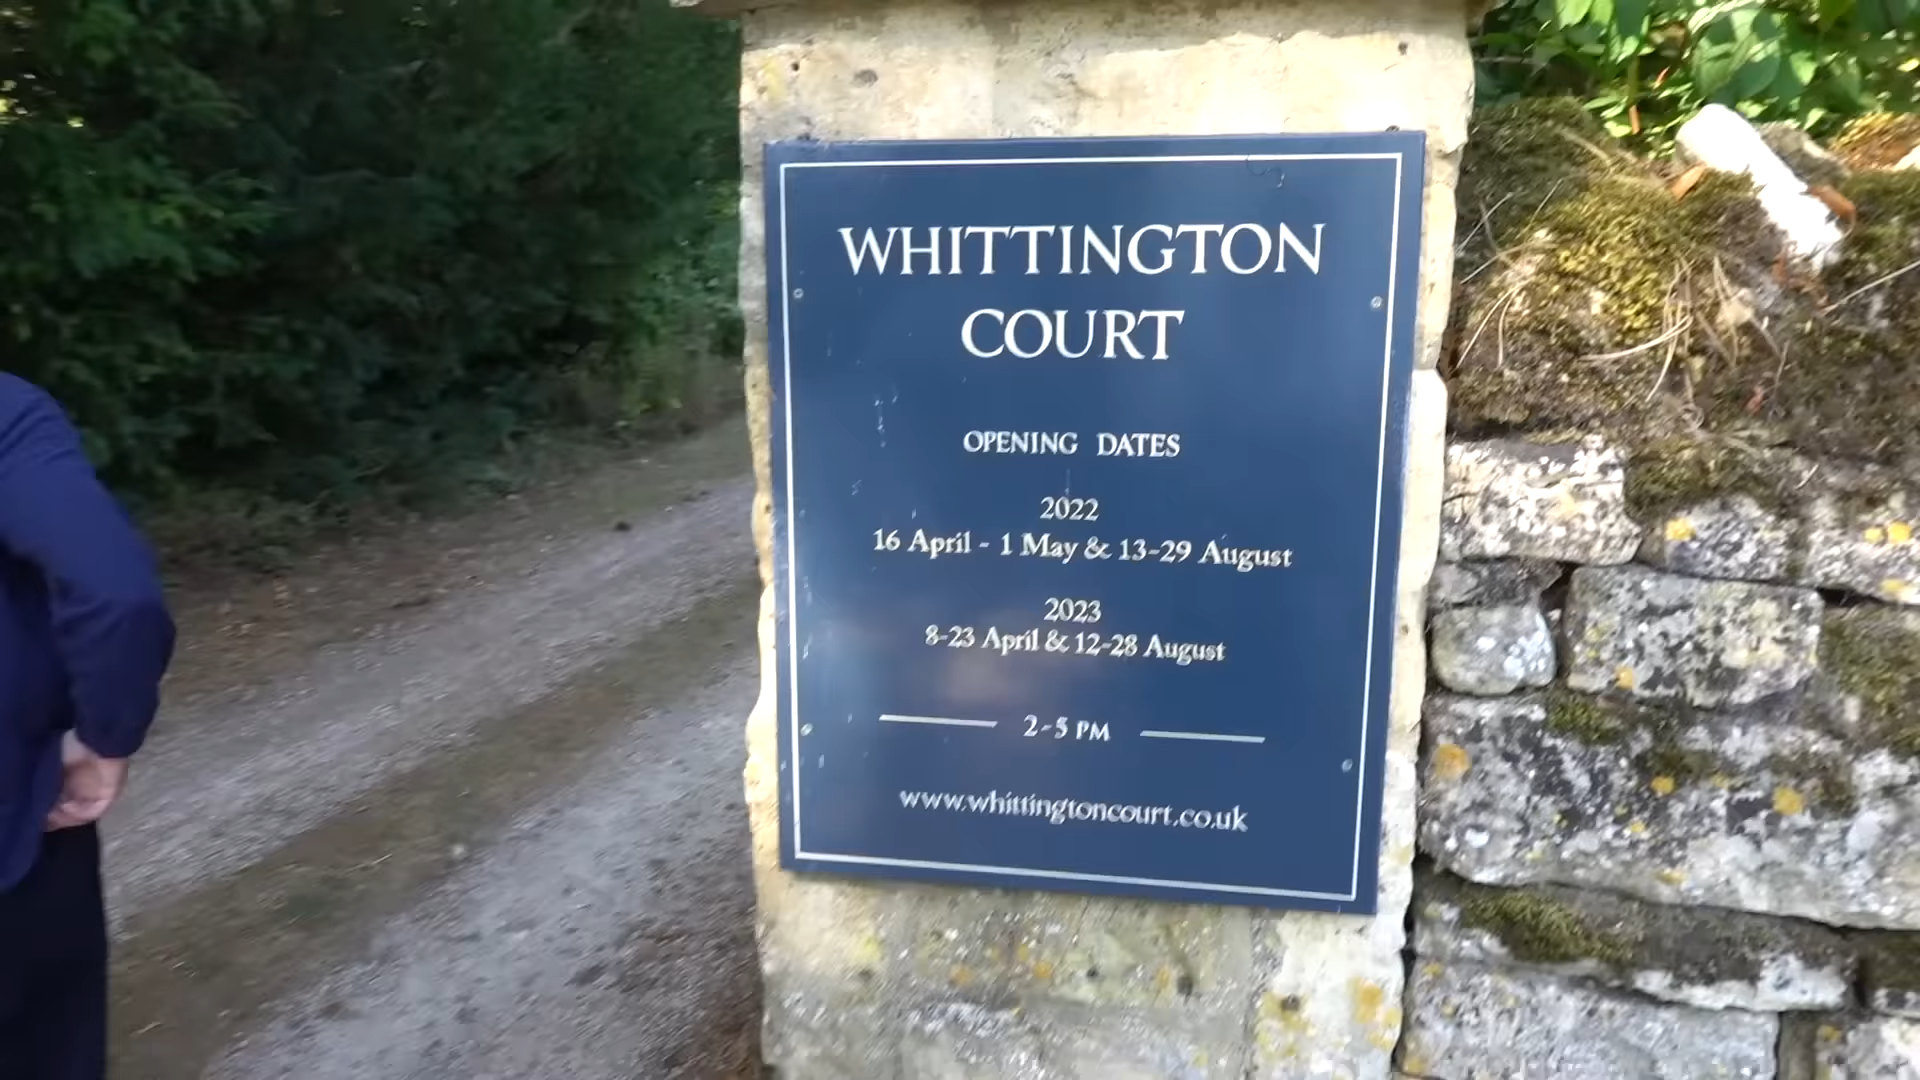 WHITTINGTON
COURT
OPENING DATES
2022
16 April - 1 May & 13-29 August
2023
8-23 April & 12-28 August
2-5 PM
www.whittingtoncourt.co.uk